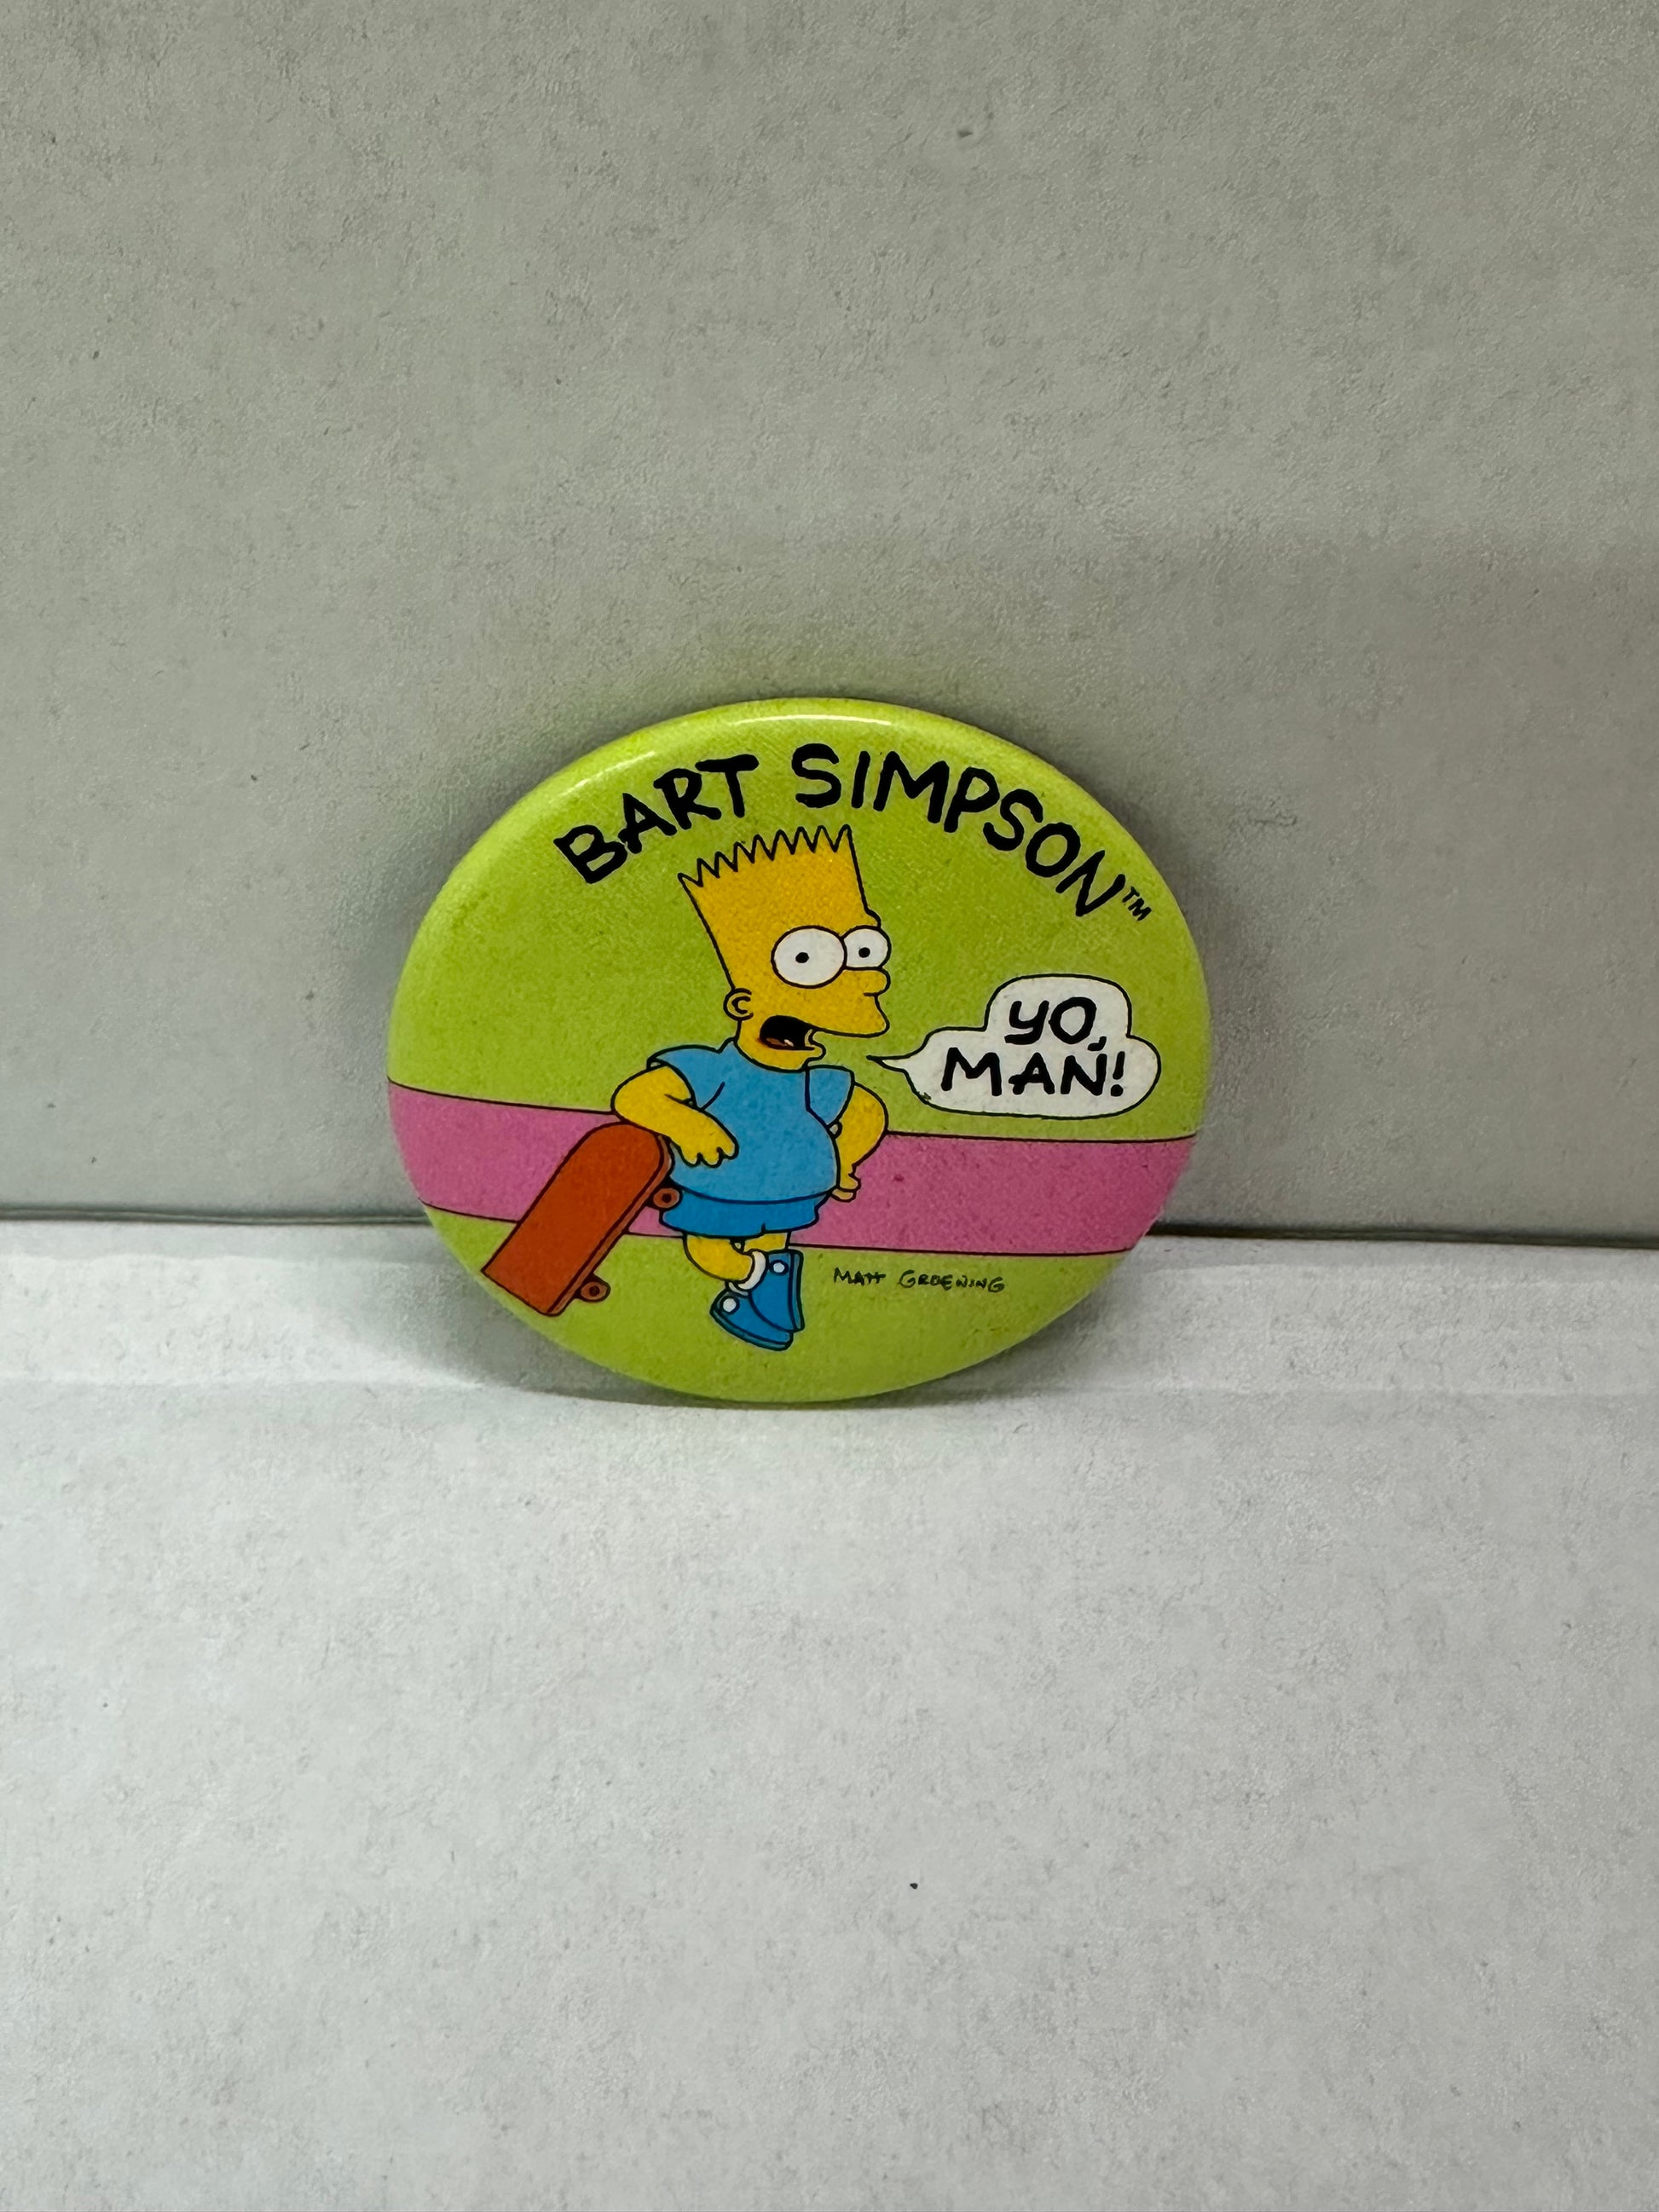 BART SIMPSON™
YO,
MAN!
MATT GROENING